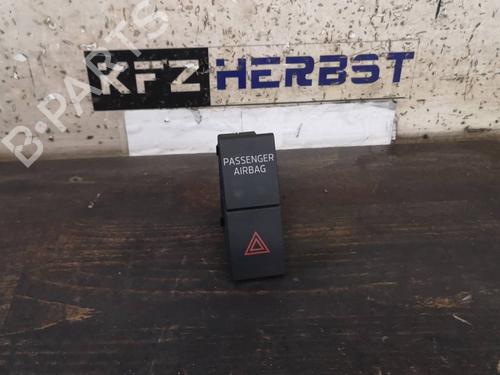 B-PARTS
KFZ HERBST
PASSENGER
AIRBAG